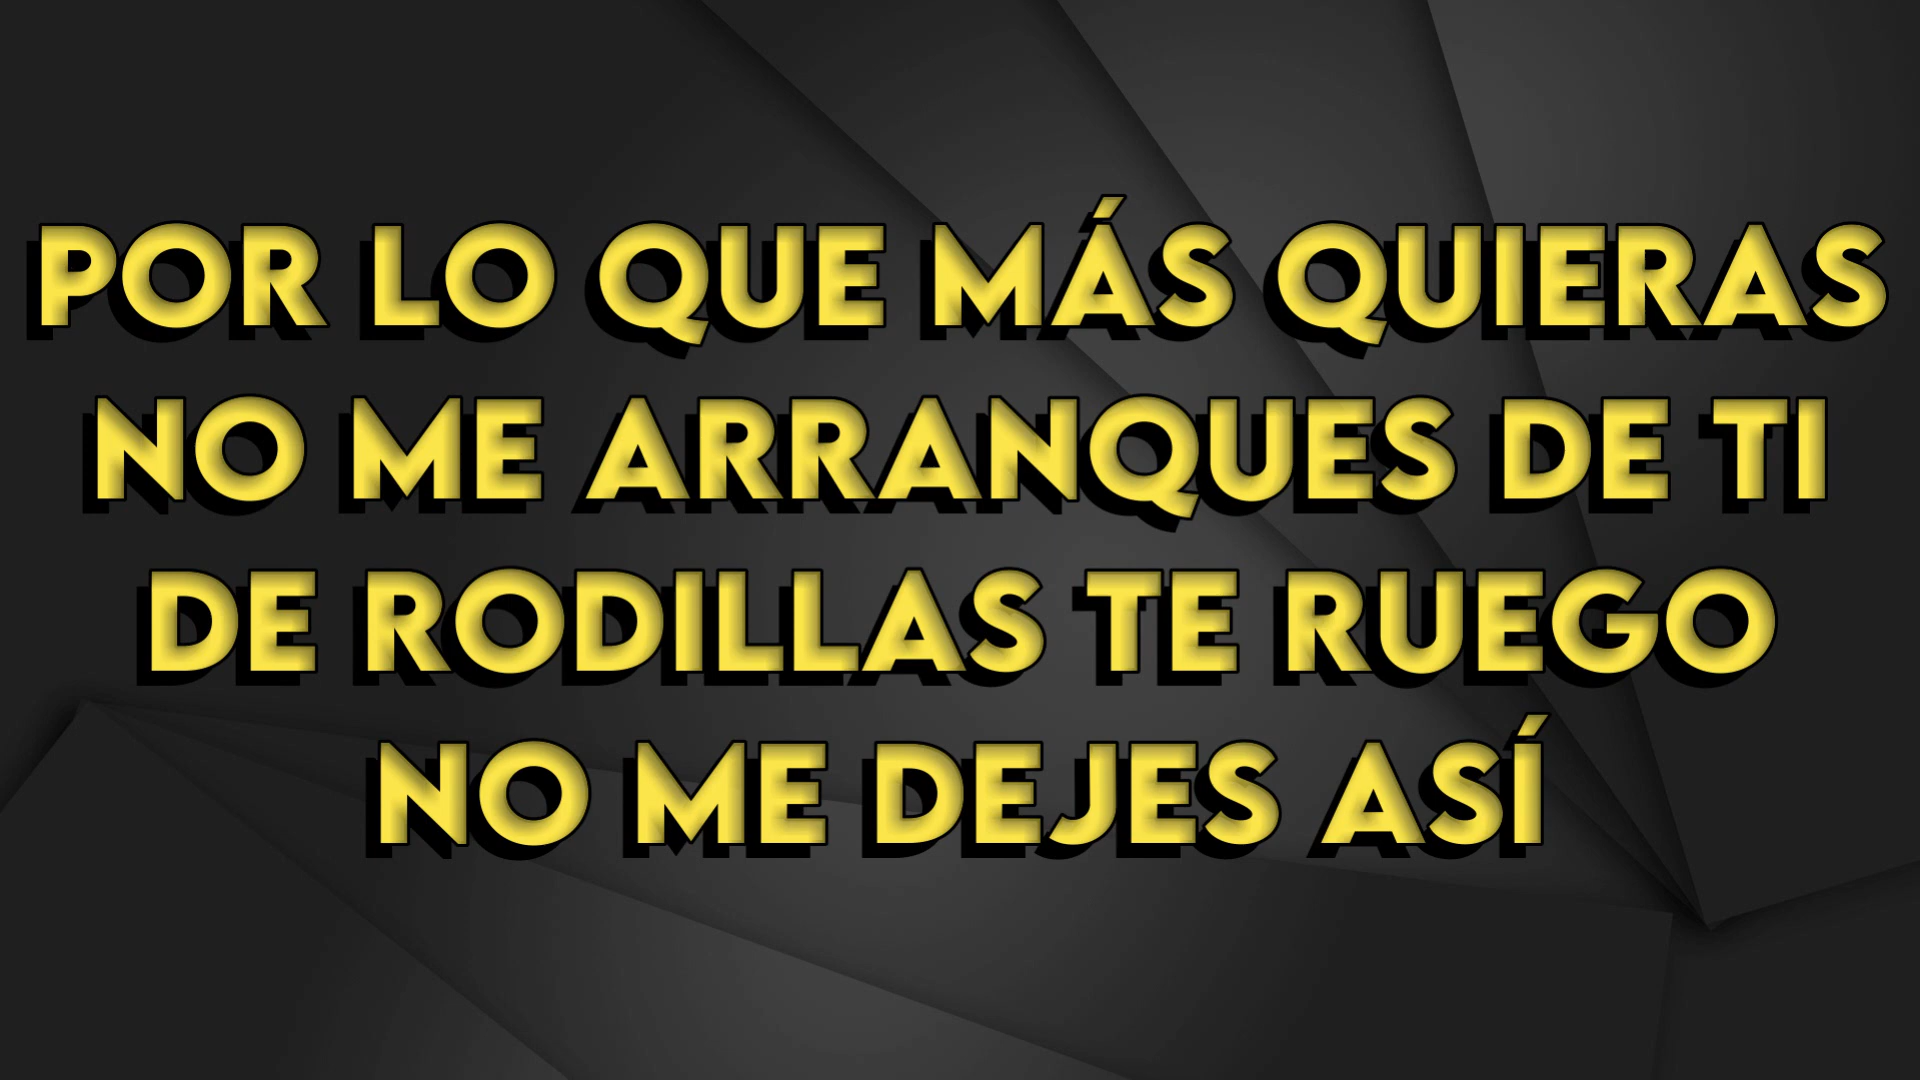 POR LO QUE MÁS QUIERAS
NO ME ARRANQUES DE TI
DE RODILLAS TE RUEGO
NO ME DEJES ASÍ